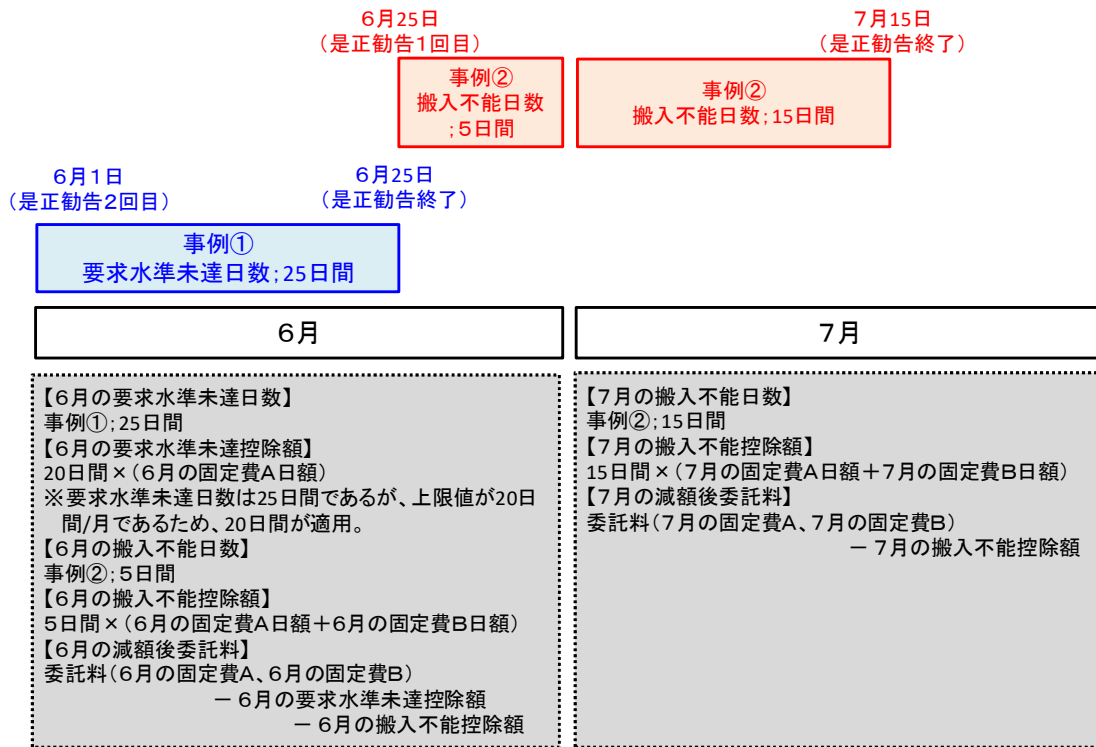 6月25日
(是正勧告1回目)
7月15日
(是正勧告終了)
事例②
搬入不能日数
;5日間
事例②
搬入不能日数;15日間
6月1日
(是正勧告2回目)
6月25日
(是正勧告終了)
事例①
要求水準未達日数;25日間
6月
7月
【6月の要求水準未達日数】
事例①;25日間
【6月の要求水準未達控除額】
20日間×(6月の固定費A日額)
※要求水準未達日数は25日間であるが、上限値が20日
間/月であるため、20日間が適用。
【6月の搬入不能日数】
事例②;5日間
【6月の搬入不能控除額】
5日間×(6月の固定費A日額+6月の固定費B日額)
【6月の減額後委託料】
委託料(6月の固定費A、6月の固定費B)
-6月の要求水準未達控除額
-6月の搬入不能控除額
【7月の搬入不能日数】
事例②;15日間
【7月の搬入不能控除額】
15日間×(7月の固定費A日額+7月の固定費B日額)
【7月の減額後委託料】
委託料(7月の固定費A、7月の固定費B)
-7月の搬入不能控除額